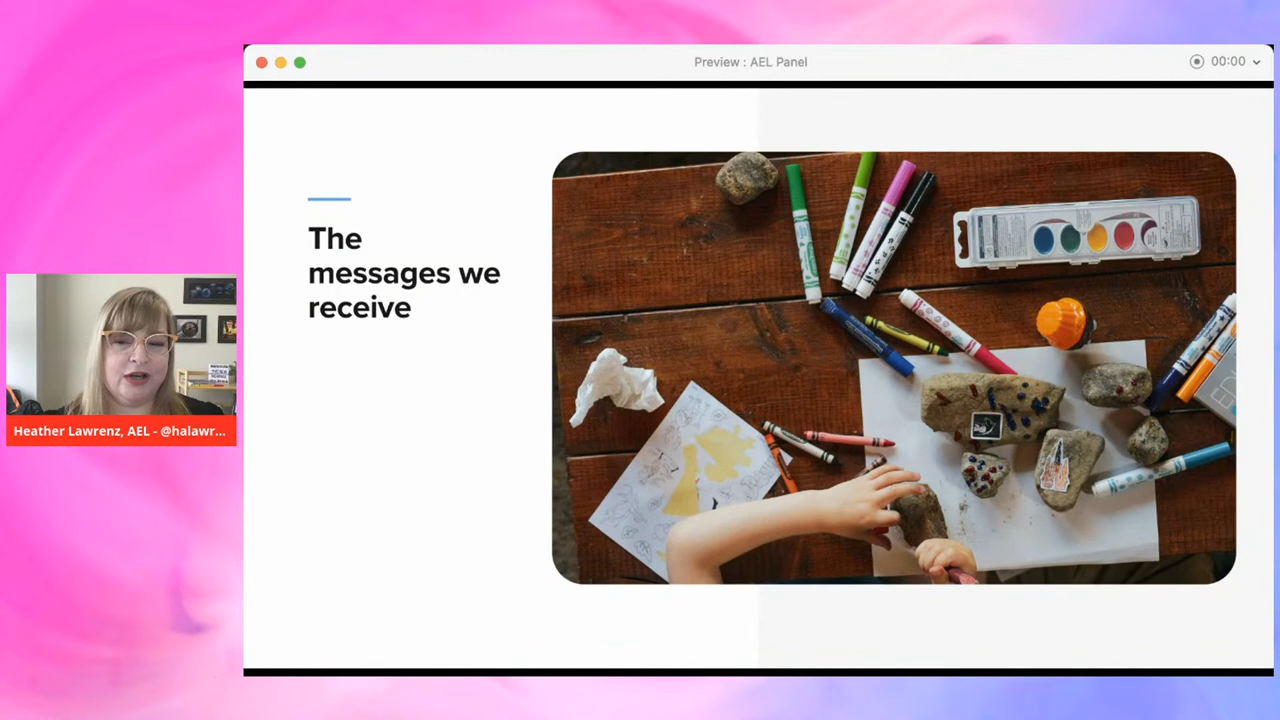 Preview : AEL Panel
00:00
The
messages we
receive
Heather Lawrenz, AEL - @halawr...